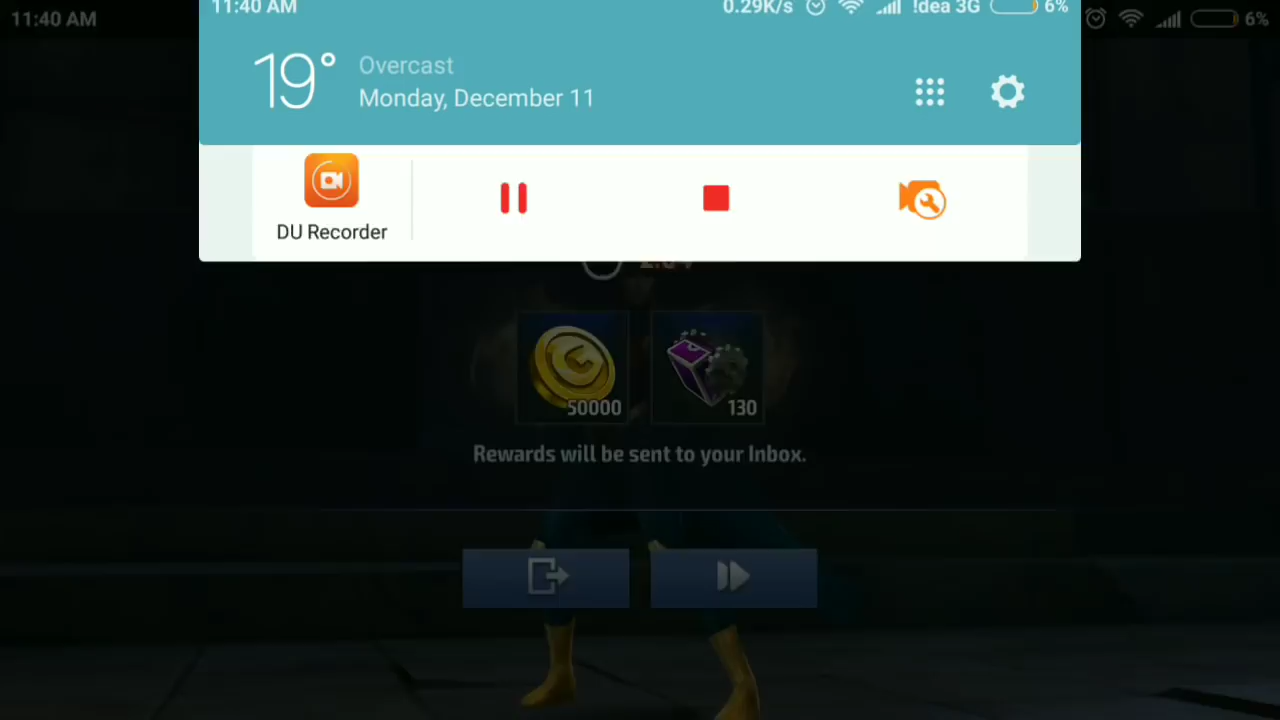 11:40 AM
11:40 AM 0.29K/s !dea 3G 6%
6%
19° Overcast
Monday, December 11
DU Recorder
50000
130
Rewards will be sent to your Inbox.